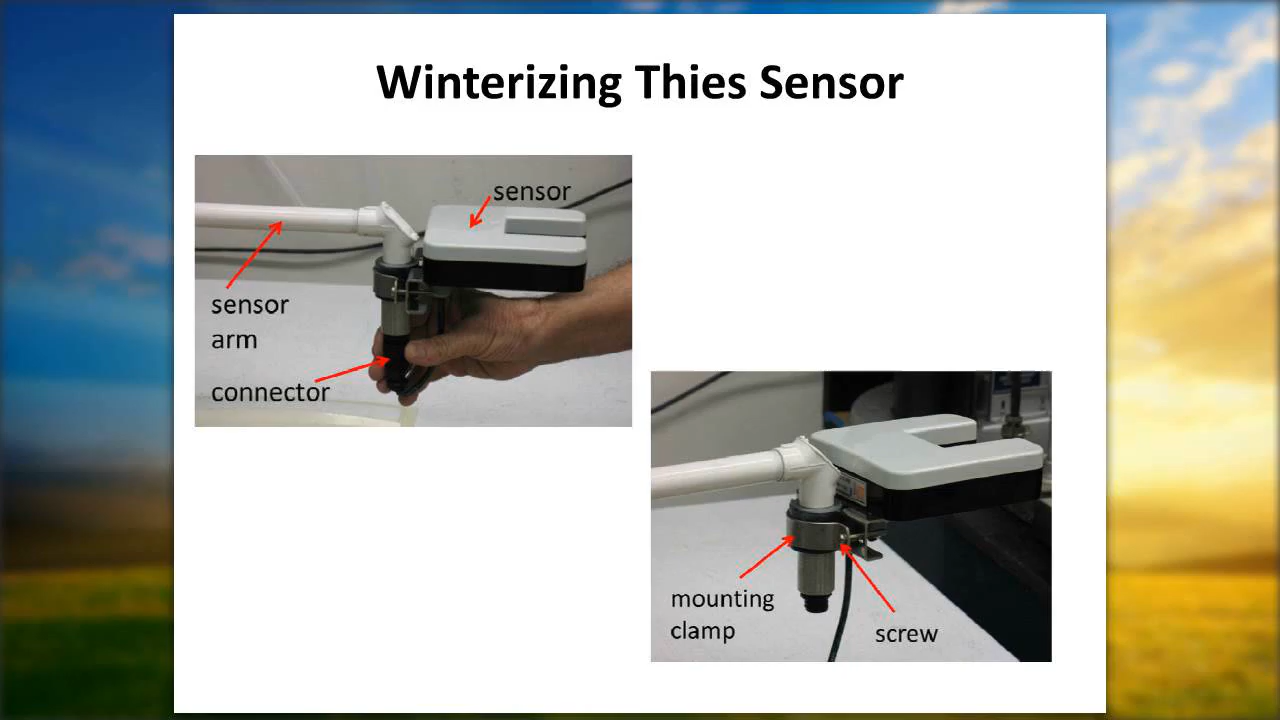 Winterizing Thies Sensor
sensor
sensor
arm
connector
mounting
clamp
screw